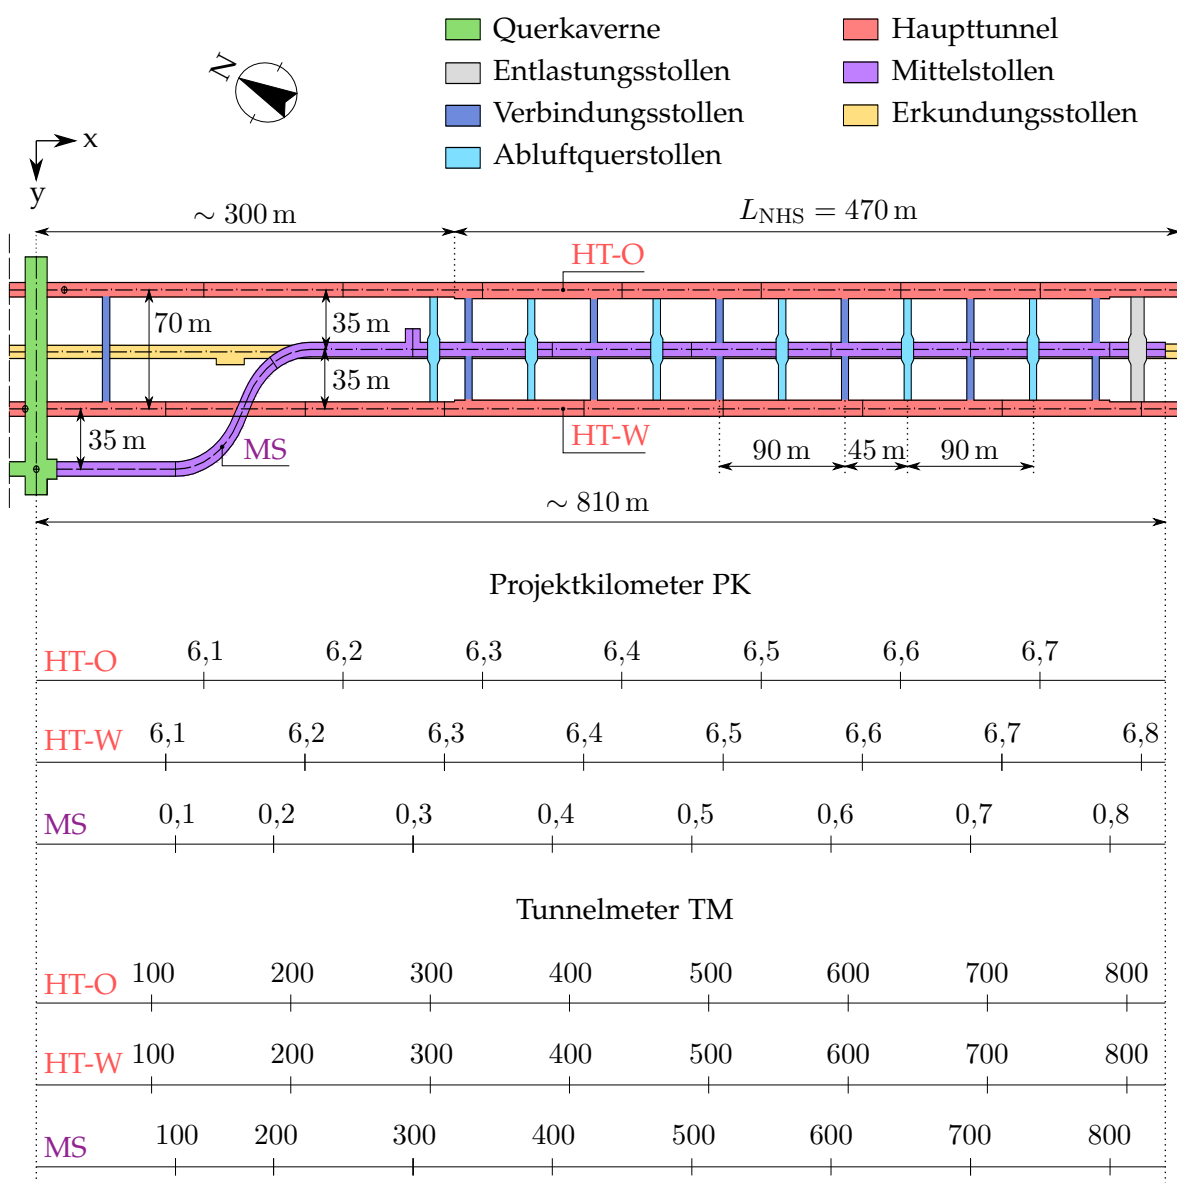 Querkaverne
Haupttunnel
Entlastungsstollen
Mittelstollen
Verbindungsstollen
Erkundungsstollen
Abluftquerstollen
N
x
y
∼ 300 m
L_NHS = 470 m
HT-O
70 m
35 m
35 m
35 m
MS
HT-W
90 m
45 m
90 m
∼ 810 m
Projektkilometer PK
HT-O 6,1 6,2 6,3 6,4 6,5 6,6 6,7
HT-W 6,1 6,2 6,3 6,4 6,5 6,6 6,7 6,8
MS 0,1 0,2 0,3 0,4 0,5 0,6 0,7 0,8
Tunnelmeter TM
HT-O 100 200 300 400 500 600 700 800
HT-W 100 200 300 400 500 600 700 800
MS 100 200 300 400 500 600 700 800